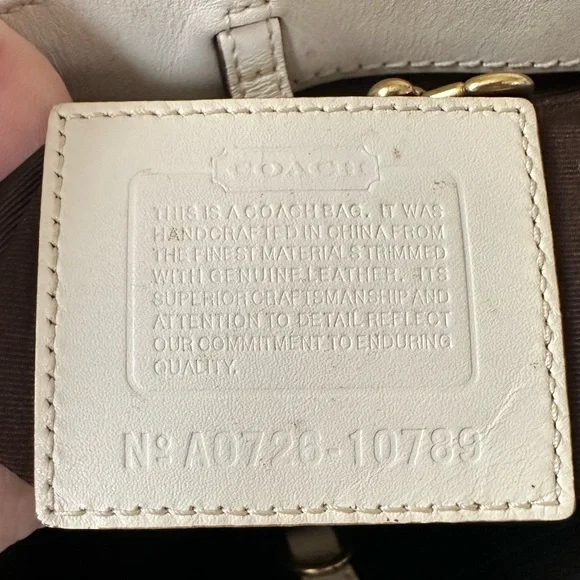 COACH
THIS IS A COACH BAG. IT WAS
HANDCRAFTED IN CHINA FROM
THE FINEST MATERIALS TRIMMED
WITH GENUINE LEATHER. ITS
SUPERIOR CRAFTSMANSHIP AND
ATTENTION TO DETAIL REFLECT
OUR COMMITMENT TO ENDURING
QUALITY.
Nº A0726-10789